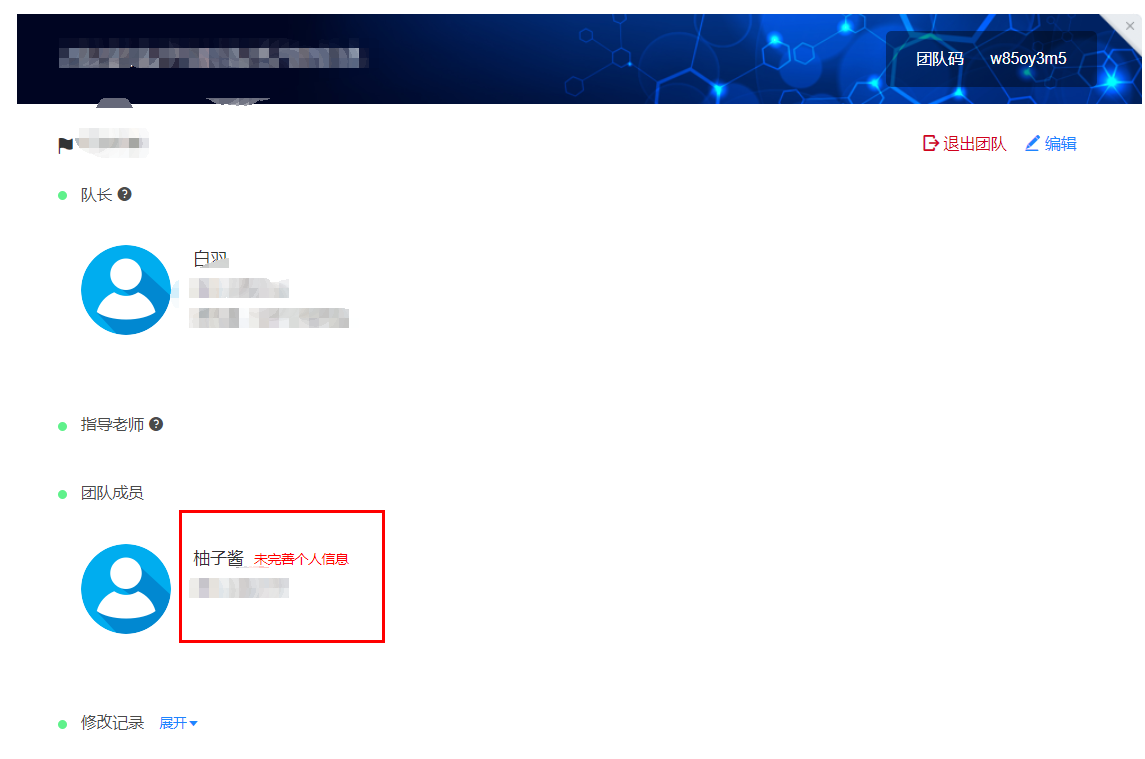 团队码 w85oy3m5
退出团队 编辑
队长
白羽
指导老师
团队成员
柚子酱 未完善个人信息
修改记录 展开